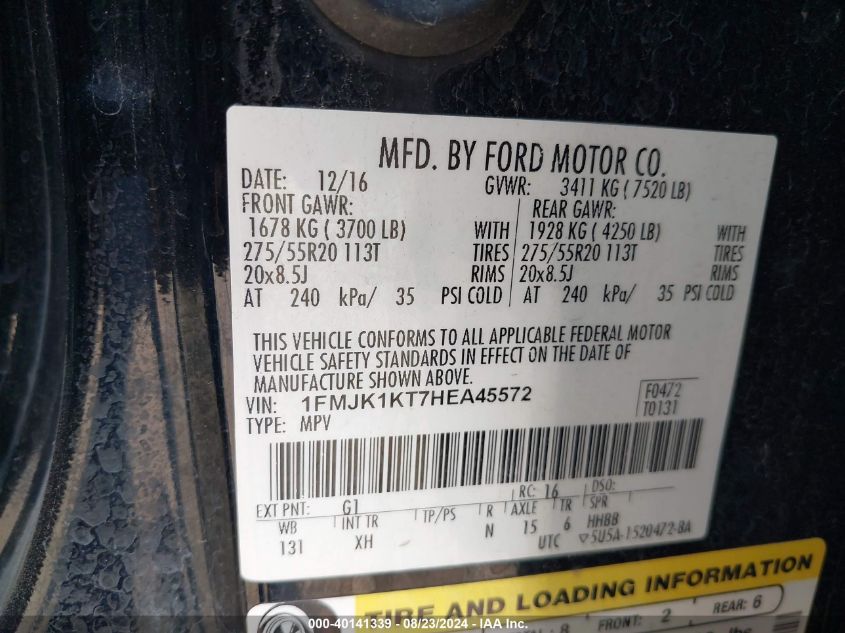 MFD. BY FORD MOTOR CO.
DATE: 12/16 GVWR: 3411 KG ( 7520 LB)
FRONT GAWR: REAR GAWR:
1678 KG ( 3700 LB) WITH 1928 KG ( 4250 LB) WITH
275/55R20 113T TIRES 275/55R20 113T TIRES
20x8.5J RIMS 20x8.5J RIMS
AT 240 kPa/ 35 PSI COLD AT 240 kPa/ 35 PSI COLD
THIS VEHICLE CONFORMS TO ALL APPLICABLE FEDERAL MOTOR
VEHICLE SAFETY STANDARDS IN EFFECT ON THE DATE OF
MANUFACTURE SHOWN ABOVE.
VIN: 1FMJK1KT7HEA45572 F0472
TYPE: MPV T0131
EXT PNT: G1 RC: 16 DSO:
WB INT TR TP/PS R AXLE TR SPR
131 XH N 15 6 HHBB
UTC ▽5U5A-1520472-BA
TIRE AND LOADING INFORMATION
FRONT: 2 REAR: 6
000-40141339 - 08/23/2024 - IAA Inc.